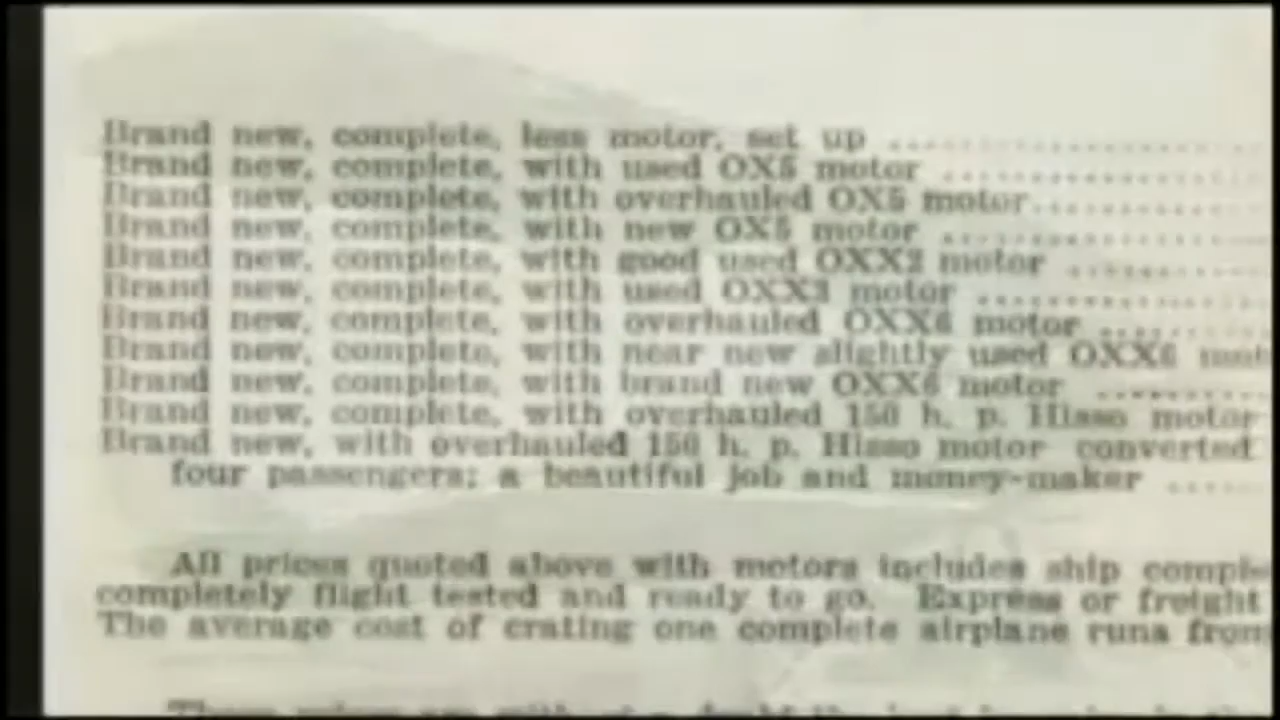 Brand new, complete, less motor, set up ..................
Brand new, complete, with used OX5 motor ..................
Brand new, complete, with overhauled OX5 motor..............
Brand new, complete, with new OX5 motor ..................
Brand new, complete, with good used OXX2 motor ............
Brand new, complete, with used OXX3 motor ................
Brand new, complete, with overhauled OXX6 motor ..........
Brand new, complete, with near new slightly used OXX6
Brand new, complete, with brand new OXX6 motor ..........
Brand new, complete, with overhauled 150 h. p. Hisso motor
Brand new, with overhauled 150 h. p. Hisso motor converted
four passengers; a beautiful job and money-maker ......
All prices quoted above with motors includes ship
completely flight tested and ready to go. Express or freight
The average cost of crating one complete airplane runs from